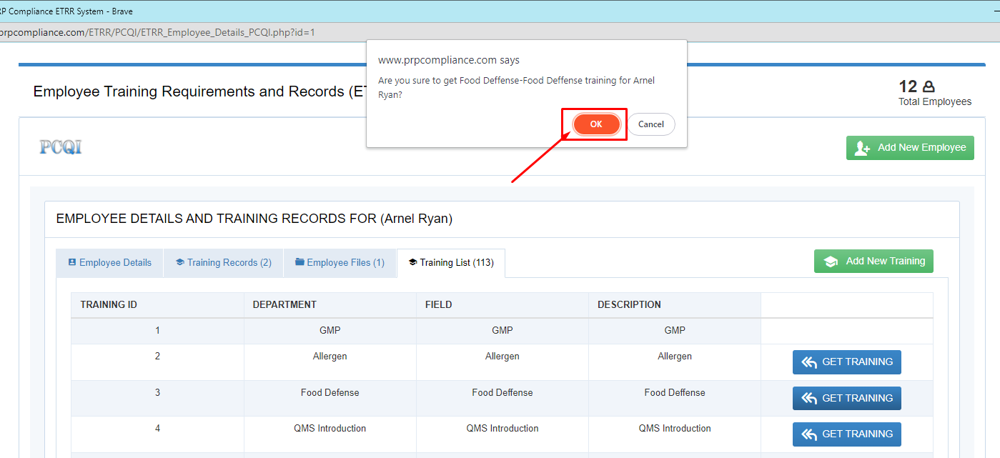 RP Compliance ETRR System - Brave
prpcompliance.com/ETRR/PCQI/ETRR_Employee_Details_PCQI.php?id=1
www.prpcompliance.com says
Are you sure to get Food Deffense-Food Deffense training for Arnel
Ryan?
OK Cancel
Employee Training Requirements and Records (ET
12
Total Employees
PCQI
Add New Employee
EMPLOYEE DETAILS AND TRAINING RECORDS FOR (Arnel Ryan)
Employee Details Training Records (2) Employee Files (1) Training List (113) Add New Training
TRAINING ID DEPARTMENT FIELD DESCRIPTION
1 GMP GMP GMP
2 Allergen Allergen Allergen GET TRAINING
3 Food Defense Food Deffense Food Deffense GET TRAINING
4 QMS Introduction QMS Introduction QMS Introduction GET TRAINING